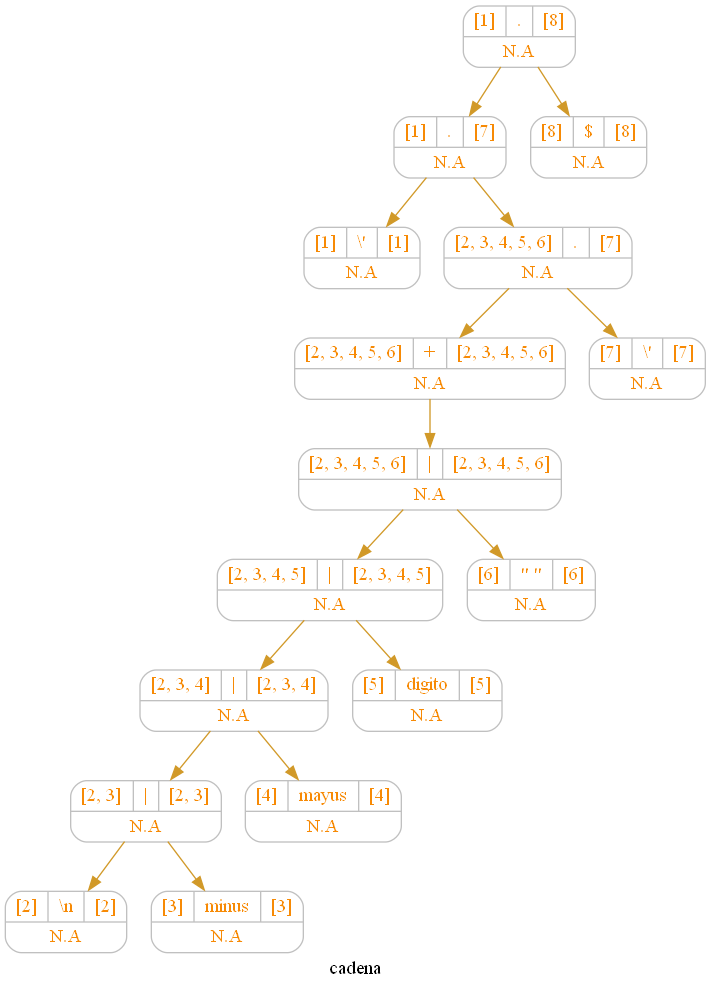 [1] . [8]
N.A
[1] . [7]
[8] $ [8]
N.A
N.A
[1] \' [1]
[2, 3, 4, 5, 6] . [7]
N.A
N.A
[2, 3, 4, 5, 6] + [2, 3, 4, 5, 6]
[7] \' [7]
N.A
N.A
[2, 3, 4, 5, 6] | [2, 3, 4, 5, 6]
N.A
[2, 3, 4, 5] | [2, 3, 4, 5]
[6] " " [6]
N.A
N.A
[2, 3, 4] | [2, 3, 4]
[5] digito [5]
N.A
N.A
[2, 3] | [2, 3]
[4] mayus [4]
N.A
N.A
[2] \n [2]
[3] minus [3]
N.A
N.A
cadena